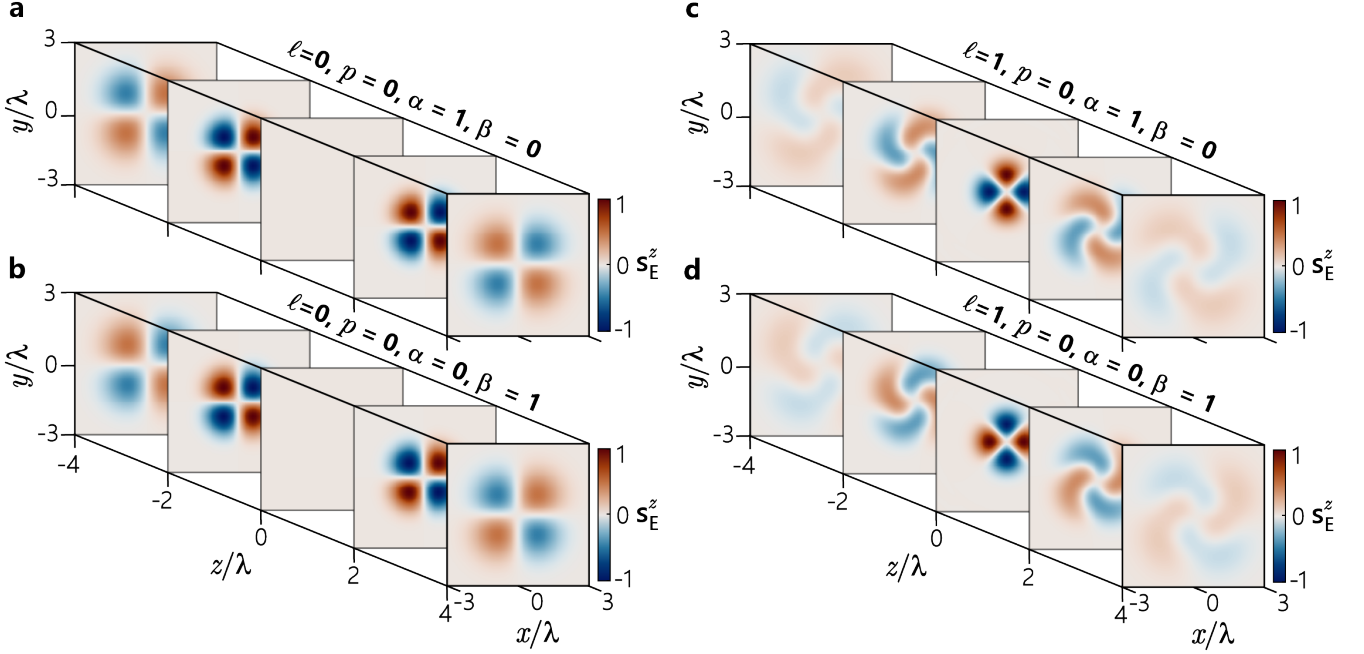 a
ℓ=0, p = 0, α = 1, β = 0
y/λ
3
0
-3
1
0
-1
S_E^z
b
ℓ=0, p = 0, α = 0, β = 1
y/λ
3
0
-3
-4
-2
0
2
4
z/λ
-3
0
3
x/λ
1
0
-1
S_E^z
c
ℓ=1, p = 0, α = 1, β = 0
y/λ
3
0
-3
1
0
-1
S_E^z
d
ℓ=1, p = 0, α = 0, β = 1
y/λ
3
0
-3
-4
-2
0
2
4
z/λ
-3
0
3
x/λ
1
0
-1
S_E^z